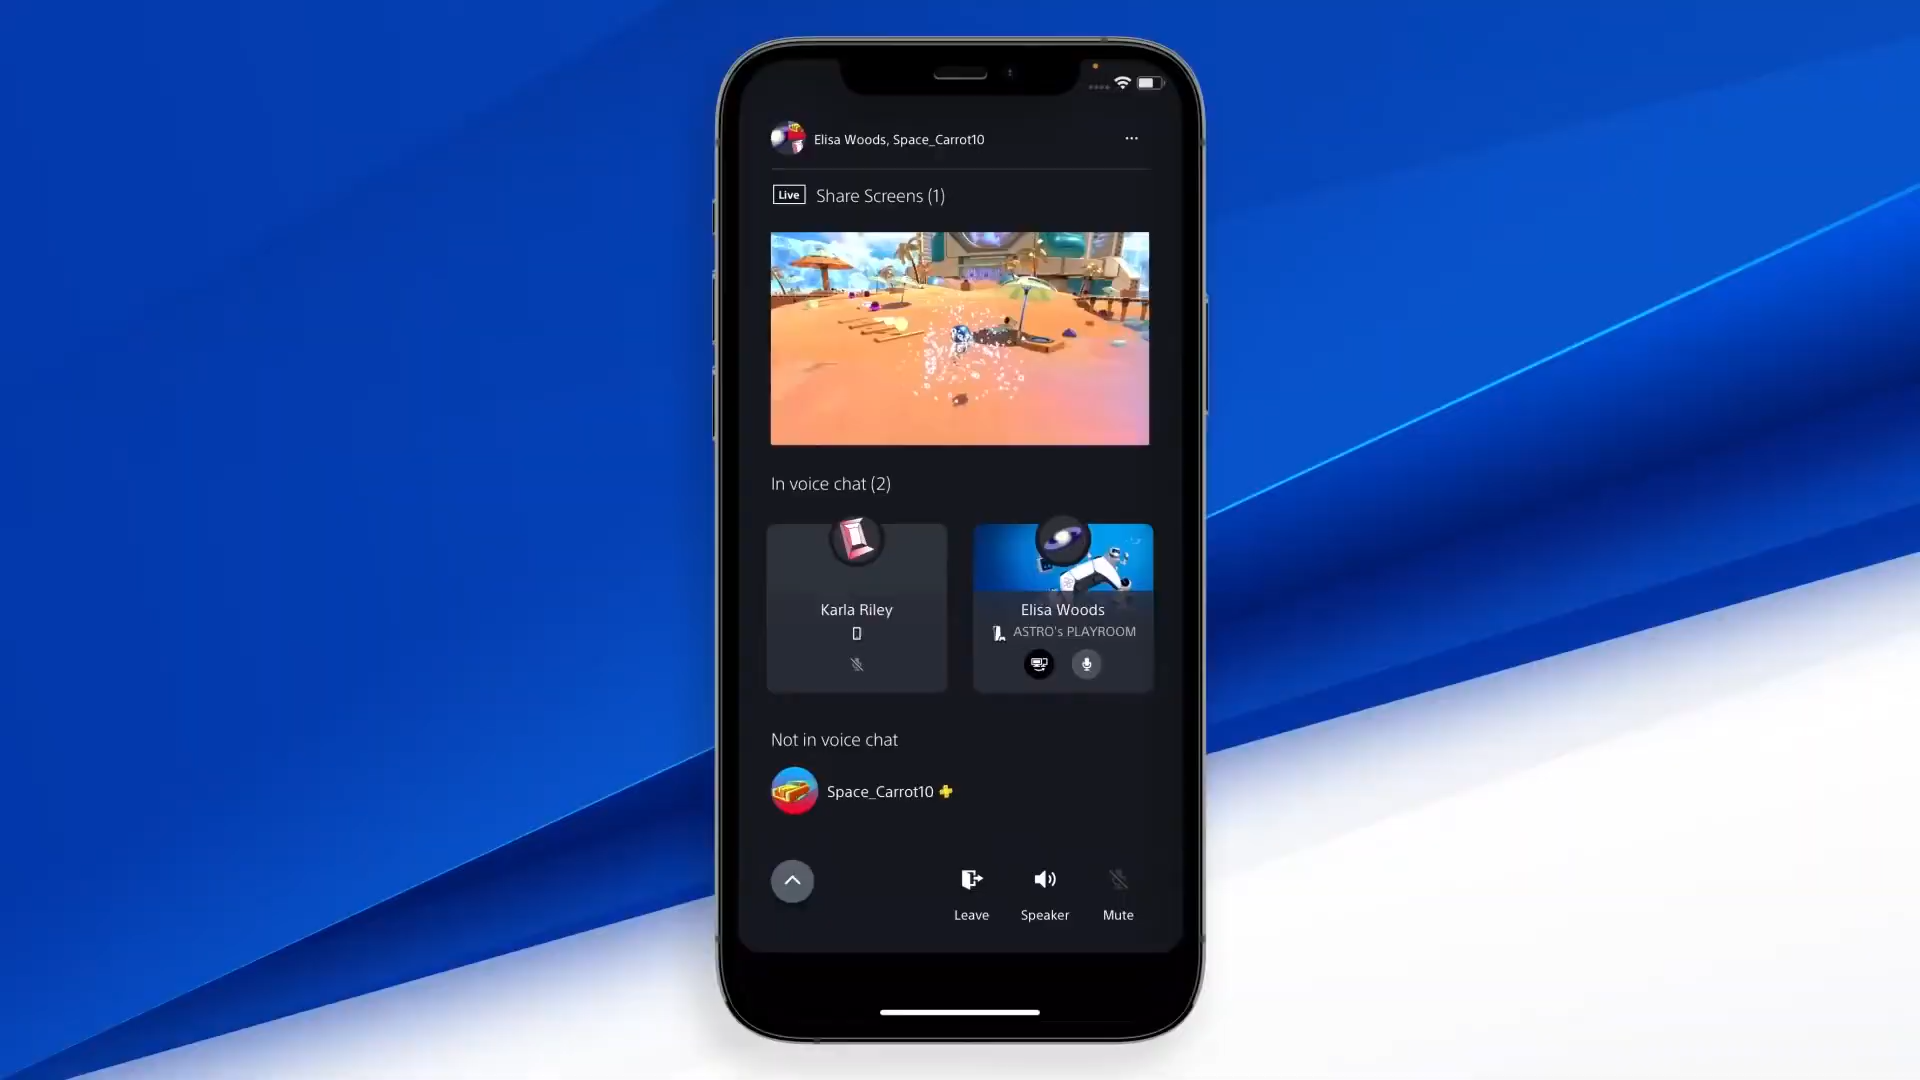 Elisa Woods, Space_Carrot10
Live Share Screens (1)
In voice chat (2)
Karla Riley
Elisa Woods
ASTRO's PLAYROOM
Not in voice chat
Space_Carrot10
Leave Speaker Mute